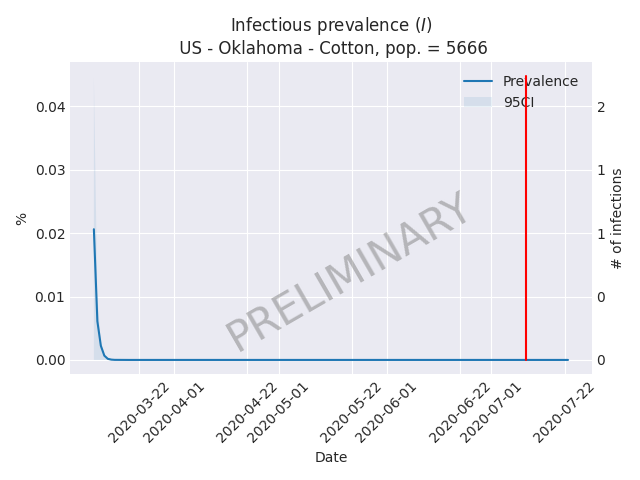 Infectious prevalence (I)
US - Oklahoma - Cotton, pop. = 5666
Prevalence
95CI
0.04
0.03
0.02
0.01
0.00
%
2
1
1
0
0
# of infections
PRELIMINARY
2020-03-22
2020-04-01
2020-04-22
2020-05-01
2020-05-22
2020-06-01
2020-06-22
2020-07-01
2020-07-22
Date